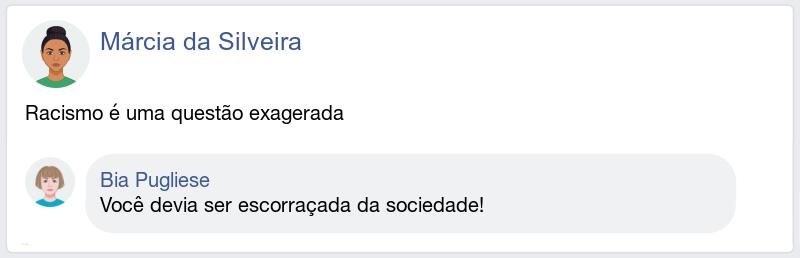 Márcia da Silveira
Racismo é uma questão exagerada
Bia Pugliese
Você devia ser escorraçada da sociedade!